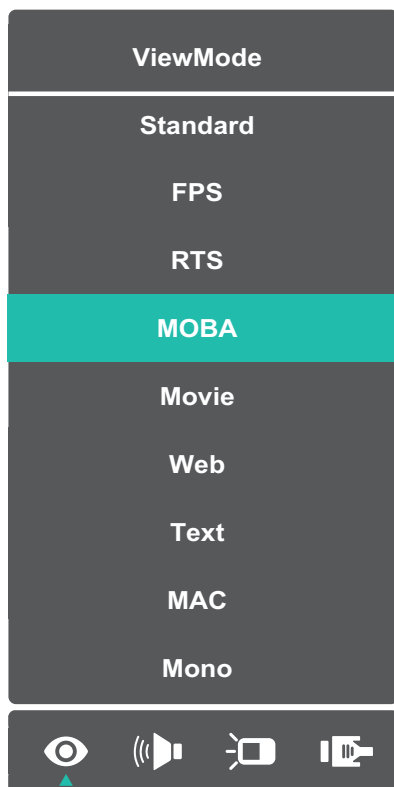 ViewMode
Standard
FPS
RTS
MOBA
Movie
Web
Text
MAC
Mono